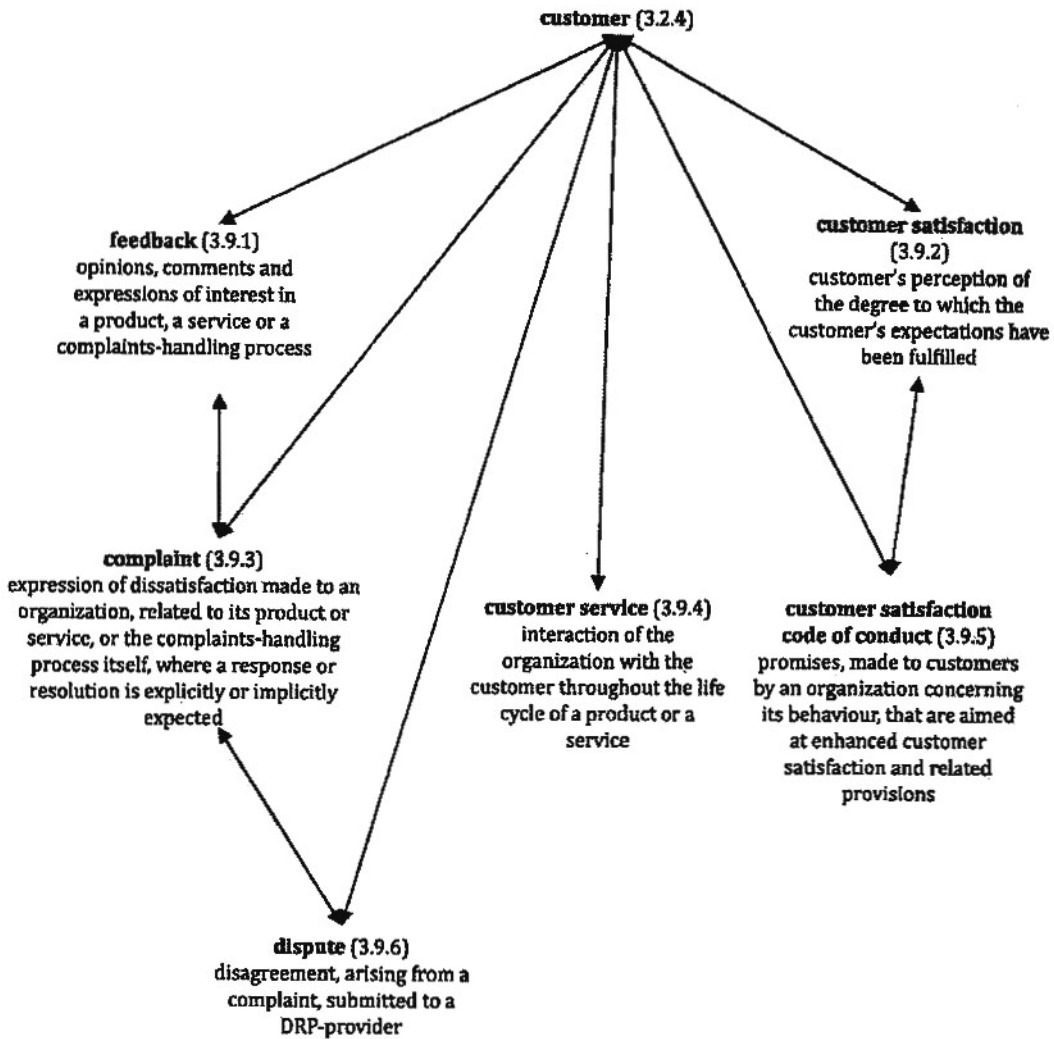 customer (3.2.4)
feedback (3.9.1)
opinions, comments and
expressions of interest in
a product, a service or a
complaints-handling process
customer satisfaction
(3.9.2)
customer's perception of
the degree to which the
customer's expectations have
been fulfilled
complaint (3.9.3)
expression of dissatisfaction made to an
organization, related to its product or
service, or the complaints-handling
process itself, where a response or
resolution is explicitly or implicitly
expected
customer service (3.9.4)
interaction of the
organization with the
customer throughout the life
cycle of a product or a
service
customer satisfaction
code of conduct (3.9.5)
promises, made to customers
by an organization concerning
its behaviour, that are aimed
at enhanced customer
satisfaction and related
provisions
dispute (3.9.6)
disagreement, arising from a
complaint, submitted to a
DRP-provider